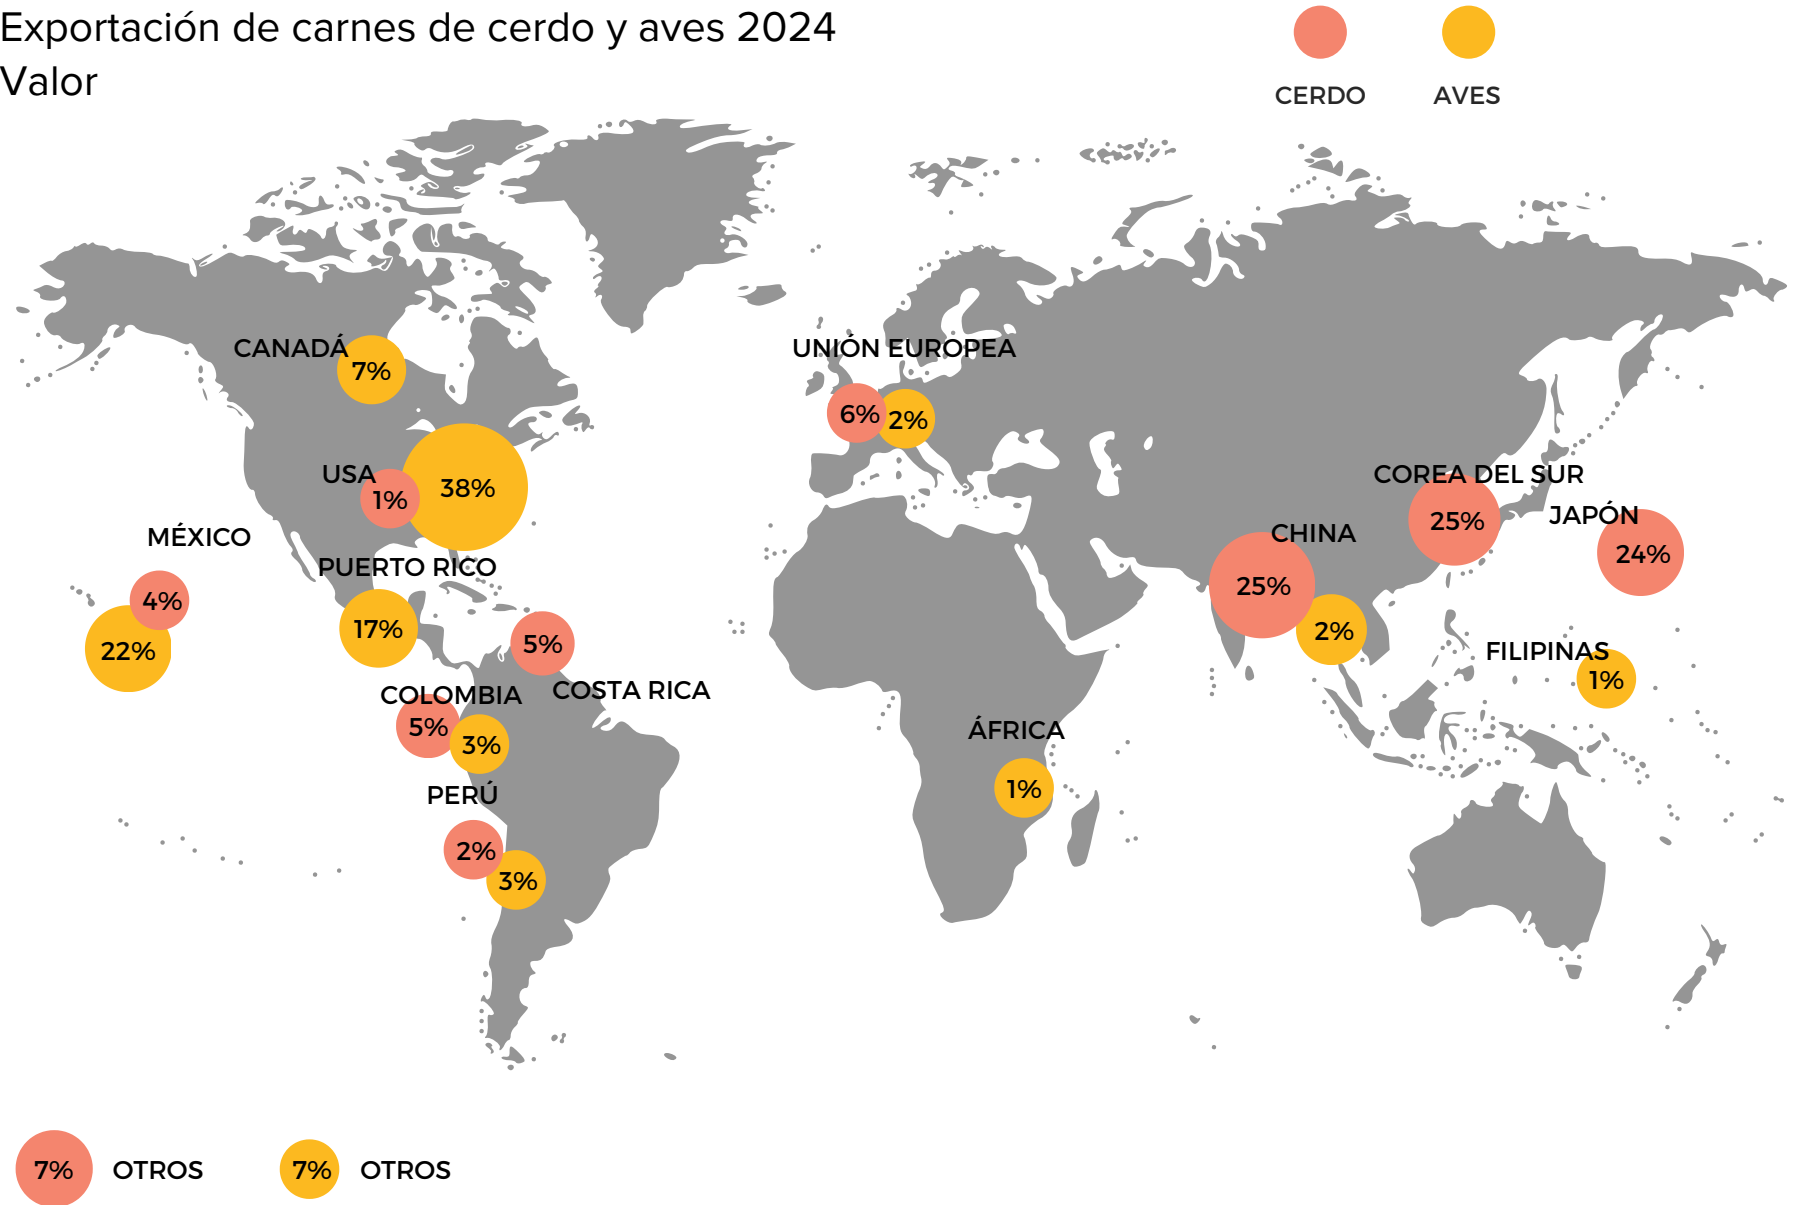 Exportación de carnes de cerdo y aves 2024
Valor
CERDO
AVES
CANADÁ
7%
UNIÓN EUROPEA
6%
2%
USA
1%
38%
COREA DEL SUR
25%
MÉXICO
4%
22%
PUERTO RICO
17%
CHINA
25%
2%
JAPÓN
24%
5%
COSTA RICA
COLOMBIA
5%
3%
FILIPINAS
1%
ÁFRICA
1%
PERÚ
2%
3%
7%
OTROS
7%
OTROS